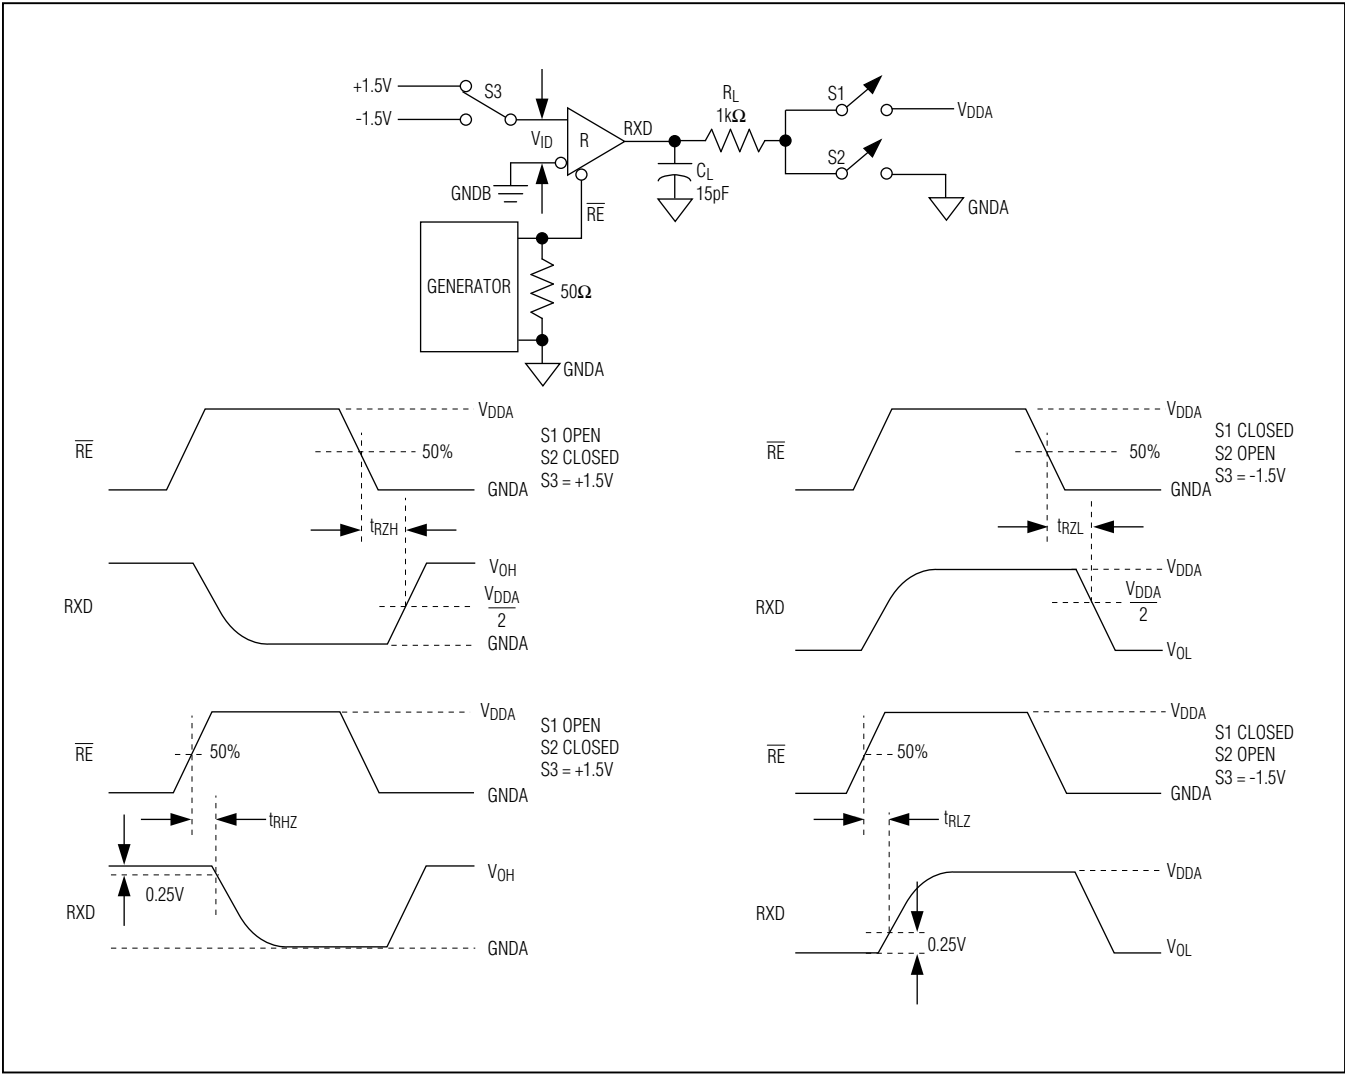 +1.5V
-1.5V
S3
VID
GNDB
R
RE
RXD
CL
15pF
RL
1kΩ
S1
S2
VDDA
GNDA
GENERATOR
50Ω
GNDA
RE
VDDA
50%
GNDA
S1 OPEN
S2 CLOSED
S3 = +1.5V
tRZH
RXD
VOH
VDDA
2
GNDA
RE
VDDA
50%
GNDA
S1 CLOSED
S2 OPEN
S3 = -1.5V
tRZL
RXD
VDDA
VDDA
2
VOL
RE
VDDA
50%
GNDA
S1 OPEN
S2 CLOSED
S3 = +1.5V
tRHZ
RXD
0.25V
VOH
GNDA
RE
VDDA
50%
GNDA
S1 CLOSED
S2 OPEN
S3 = -1.5V
tRLZ
RXD
VDDA
0.25V
VOL